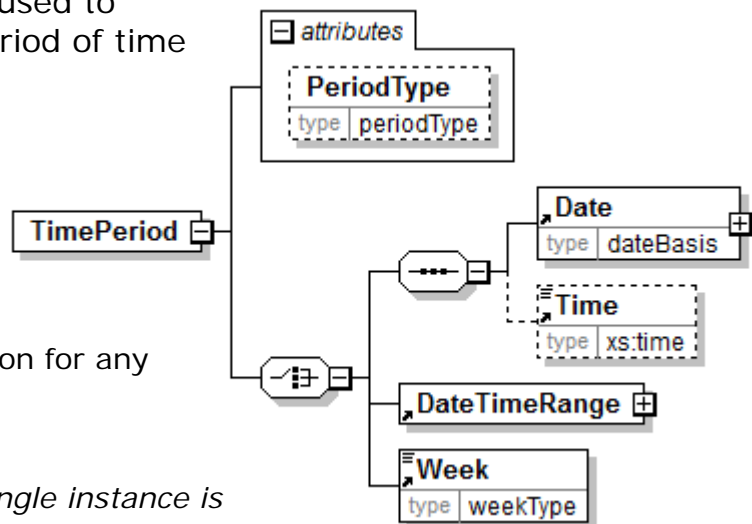 used to
riod of time
attributes
PeriodType
type periodType
TimePeriod
Date
type dateBasis
Time
type xs:time
on for any
DateTimeRange
Week
type weekType
ngle instance is